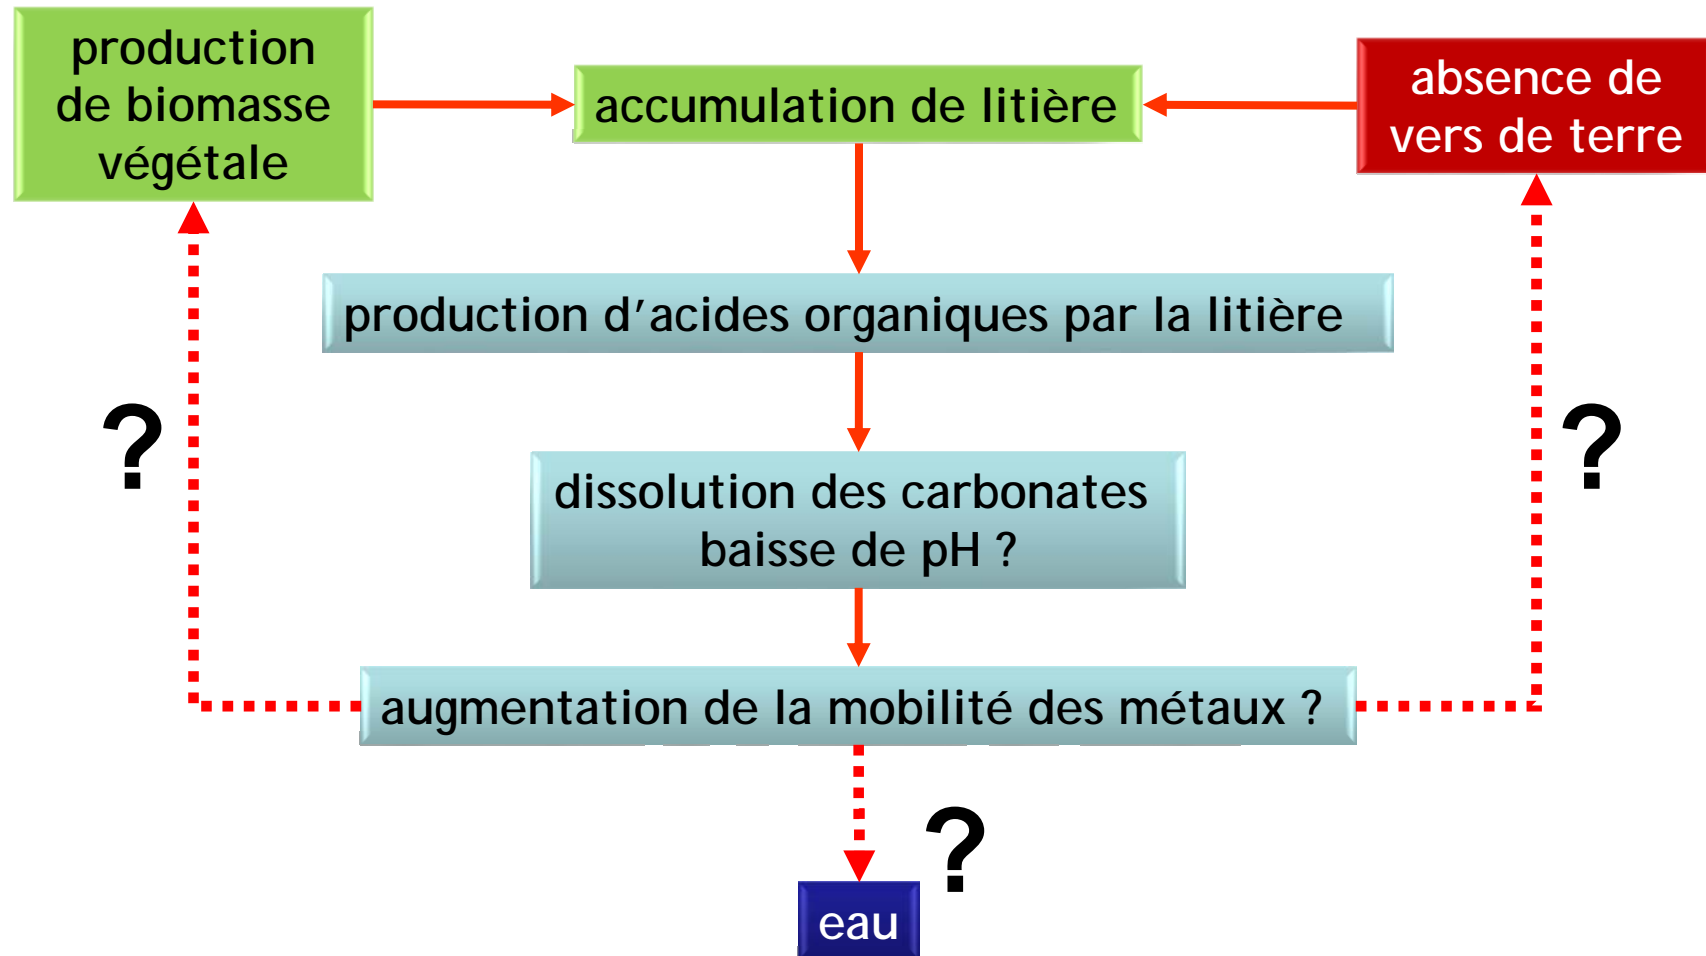 production
de biomasse
végétale
accumulation de litière
absence de
vers de terre
production d’acides organiques par la litière
?
?
dissolution des carbonates
baisse de pH ?
augmentation de la mobilité des métaux ?
?
eau